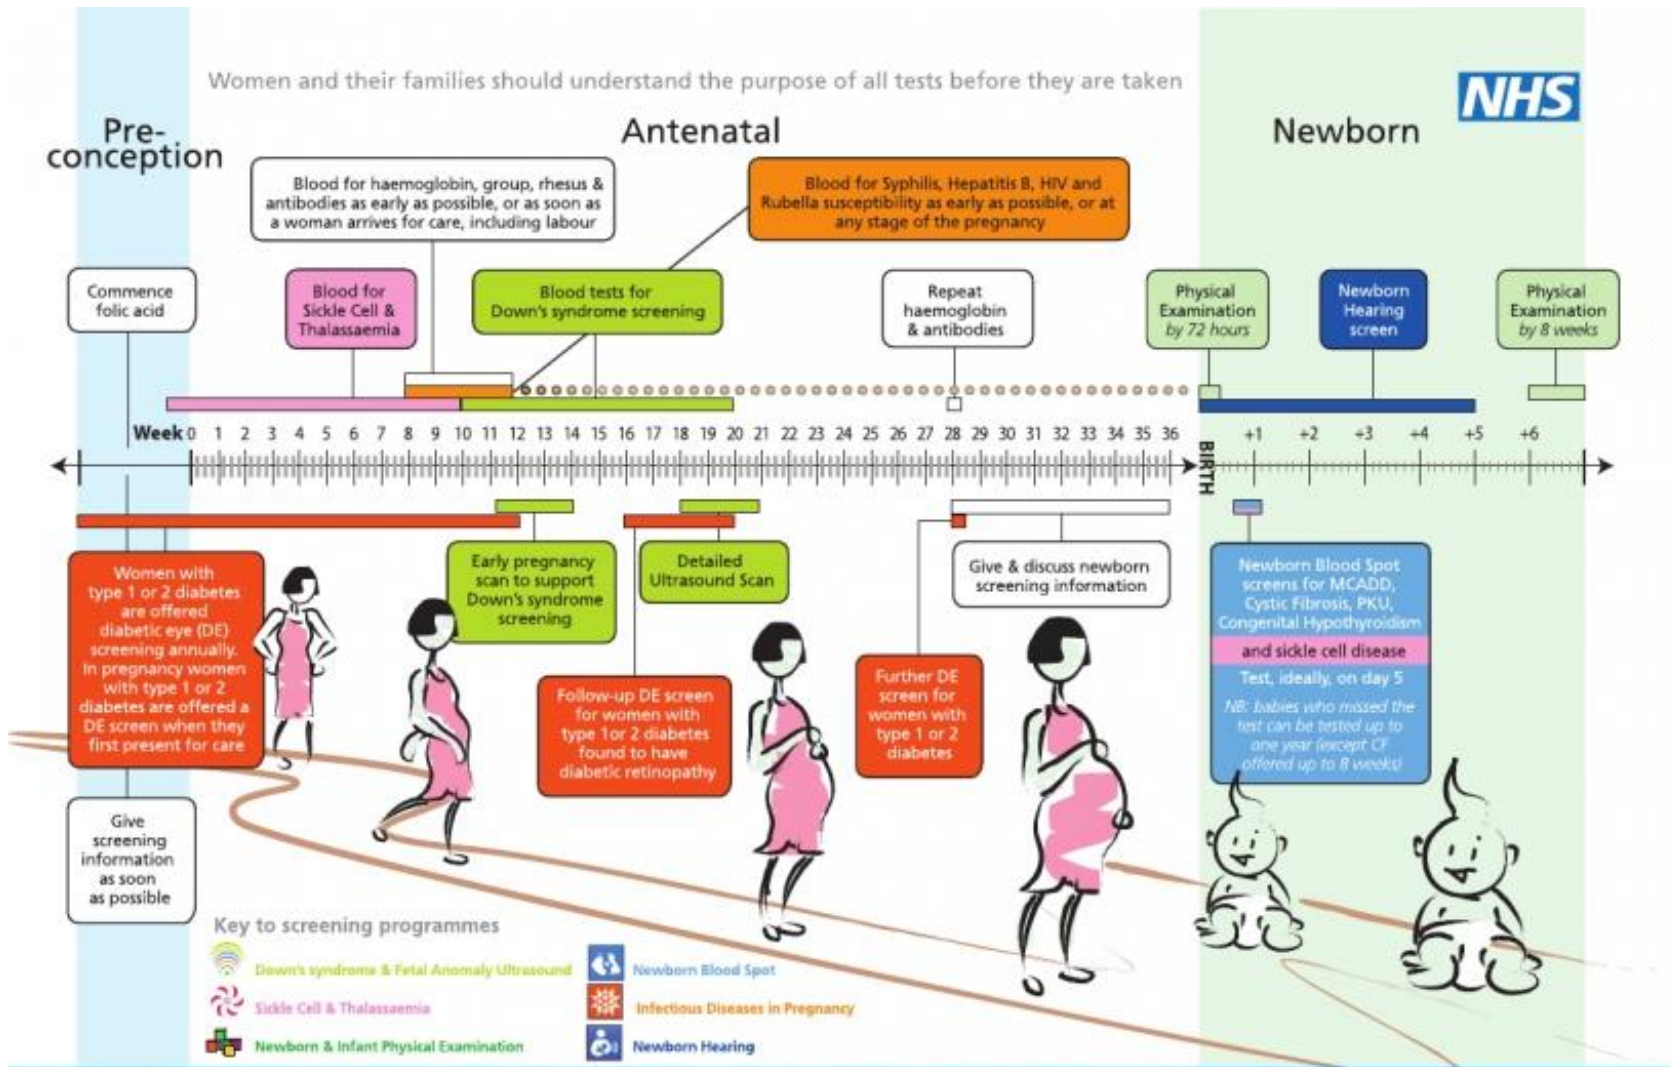 Women and their families should understand the purpose of all tests before they are taken
NHS
Pre-
conception
Antenatal
Newborn
Blood for haemoglobin, group, rhesus &
antibodies as early as possible, or as soon as
a woman arrives for care, including labour
Blood for Syphilis, Hepatitis B, HIV and
Rubella susceptibility as early as possible, or at
any stage of the pregnancy
Commence
folic acid
Blood for
Sickle Cell &
Thalassaemia
Blood tests for
Down's syndrome screening
Repeat
haemoglobin
& antibodies
Physical
Examination
by 72 hours
Newborn
Hearing
screen
Physical
Examination
by 8 weeks
Week 0 1 2 3 4 5 6 7 8 9 10 11 12 13 14 15 16 17 18 19 20 21 22 23 24 25 26 27 28 29 30 31 32 33 34 35 36
BIRTH
+1 +2 +3 +4 +5 +6
Women with
type 1 or 2 diabetes
are offered
diabetic eye (DE)
screening annually.
In pregnancy women
with type 1 or 2
diabetes are offered a
DE screen when they
first present for care
Early pregnancy
scan to support
Down's syndrome
screening
Detailed
Ultrasound Scan
Give & discuss newborn
screening information
Newborn Blood Spot
screens for MCADD,
Cystic Fibrosis, PKU,
Congenital Hypothyroidism
and sickle cell disease
Test, ideally, on day 5
NB: babies who missed the
test can be tested up to
one year (except CF
offered up to 8 weeks)
Follow-up DE screen
for women with
type 1or 2 diabetes
found to have
diabetic retinopathy
Further DE
screen for
women with
type 1 or 2
diabetes
Give
screening
information
as soon
as possible
Key to screening programmes
Down's syndrome & Fetal Anomaly Ultrasound
Sickle Cell & Thalassaemia
Newborn & Infant Physical Examination
Newborn Blood Spot
Infectious Diseases in Pregnancy
Newborn Hearing